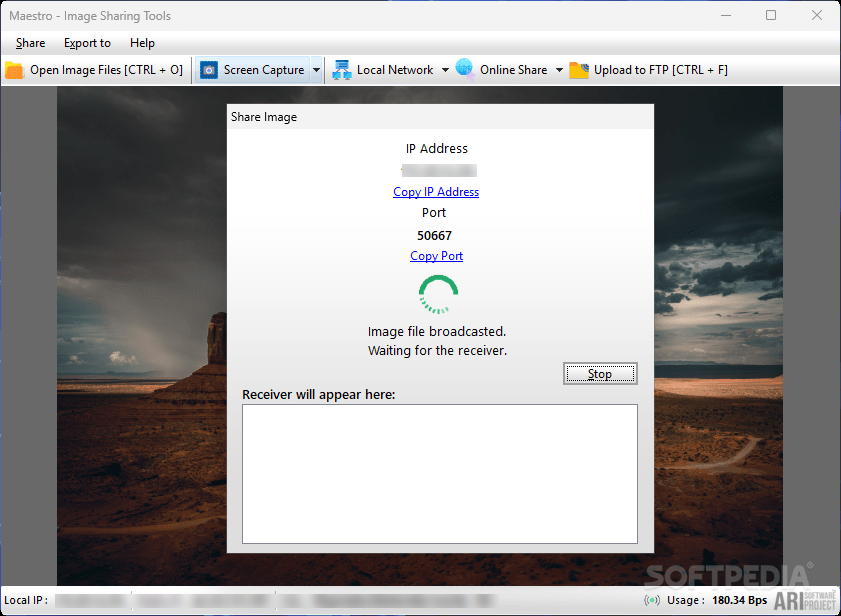 Maestro - Image Sharing Tools
Share Export to Help
Open Image Files [CTRL + O] Screen Capture Local Network Online Share Upload to FTP [CTRL + F]
Share Image
IP Address
Copy IP Address
Port
50667
Copy Port
Image file broadcasted.
Waiting for the receiver.
Stop
Receiver will appear here:
SOFTPEDIA®
Local IP : Usage : 180.34 Bps ARI SOFTWARE
PROJECT